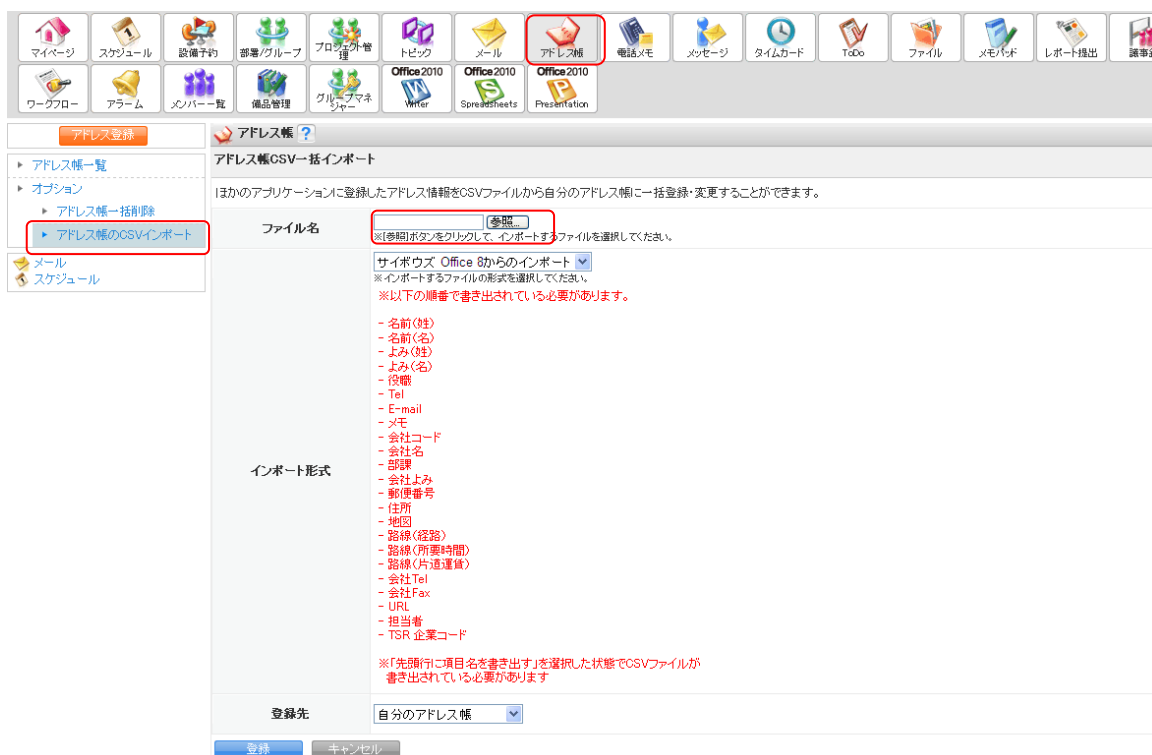 マイページ
スケジュール
設備予約
部署/グループ
プロジェクト管理
トピック
メール
アドレス帳
電話メモ
メッセージ
タイムカード
ToDo
ファイル
メモパッド
レポート提出
議事
ワークフロー
アラーム
メンバー一覧
備品管理
グループマネージャー
Office2010
Writer
Office2010
Spreadsheets
Office2010
Presentation
アドレス登録
アドレス帳一覧
オプション
アドレス帳一括削除
アドレス帳のCSVインポート
メール
スケジュール
アドレス帳 ?
アドレス帳CSV一括インポート
ほかのアプリケーションに登録したアドレス情報をCSVファイルから自分のアドレス帳に一括登録・変更することができます。
ファイル名
参照...
※[参照]ボタンをクリックして、インポートするファイルを選択してください。
インポート形式
サイボウズ Office 8からのインポート
※インポートするファイルの形式を選択してください。
※以下の順番で書き出されている必要があります。
- 名前(姓)
- 名前(名)
- よみ(姓)
- よみ(名)
- 役職
- Tel
- E-mail
- メモ
- 会社コード
- 会社名
- 部課
- 会社よみ
- 郵便番号
- 住所
- 地図
- 路線(経路)
- 路線(所要時間)
- 路線(片道運賃)
- 会社Tel
- 会社Fax
- URL
- 担当者
- TSR 企業コード
※「先頭行に項目名を書き出す」を選択した状態でCSVファイルが
書き出されている必要があります
登録先
自分のアドレス帳
登録
キャンセル